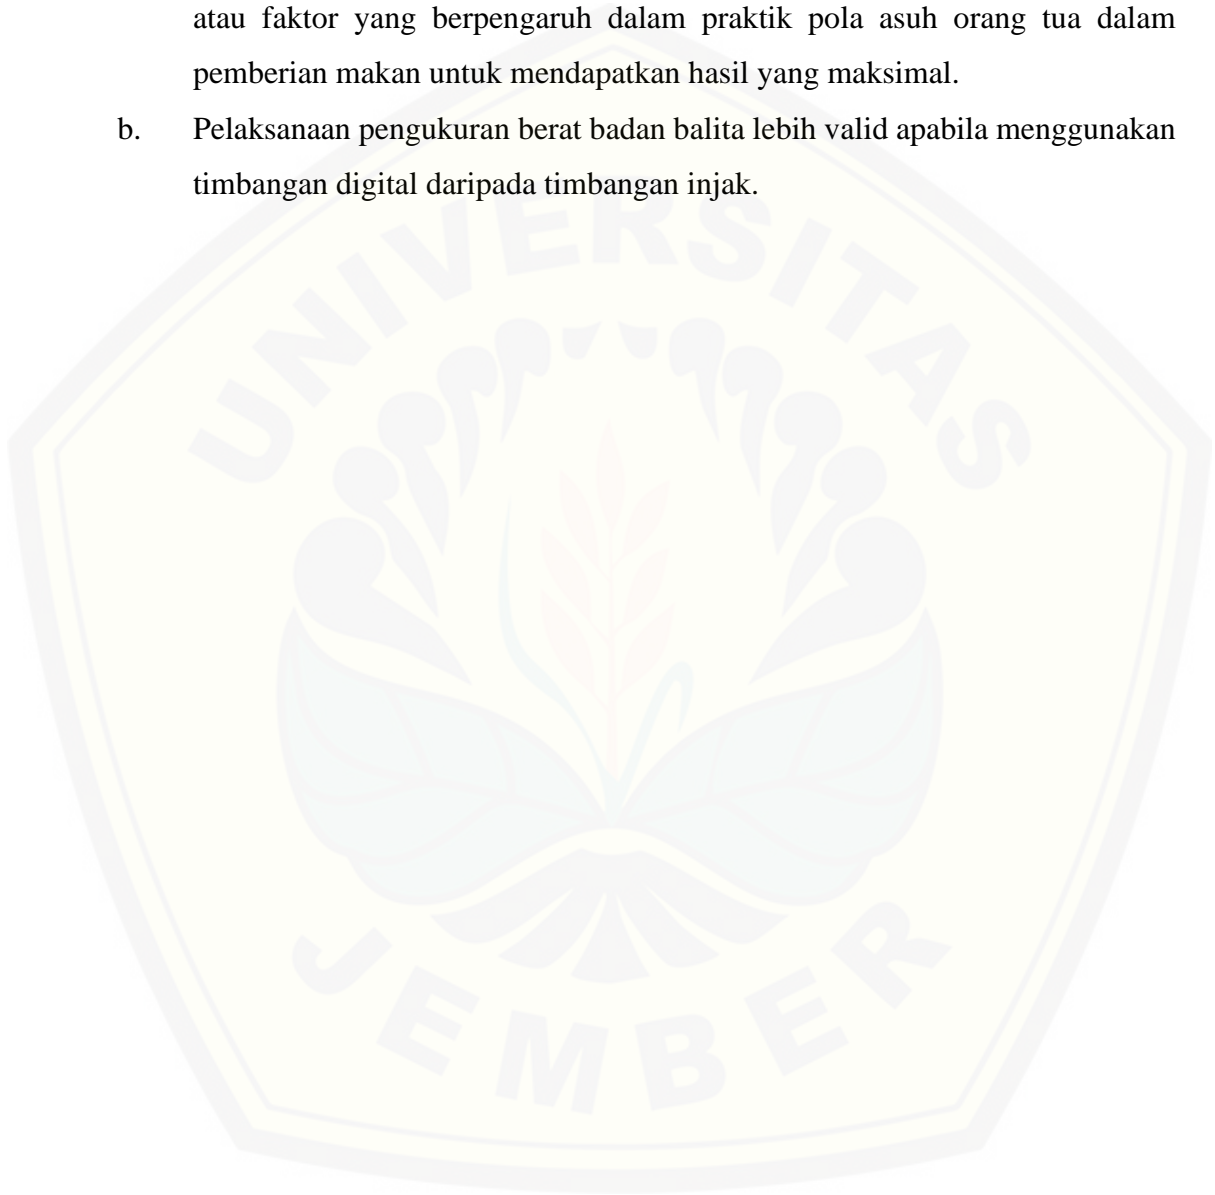 atau faktor yang berpengaruh dalam praktik pola asuh orang tua dalam
pemberian makan untuk mendapatkan hasil yang maksimal.
b. Pelaksanaan pengukuran berat badan balita lebih valid apabila menggunakan
timbangan digital daripada timbangan injak.
UNIVERSITAS
JEMBER